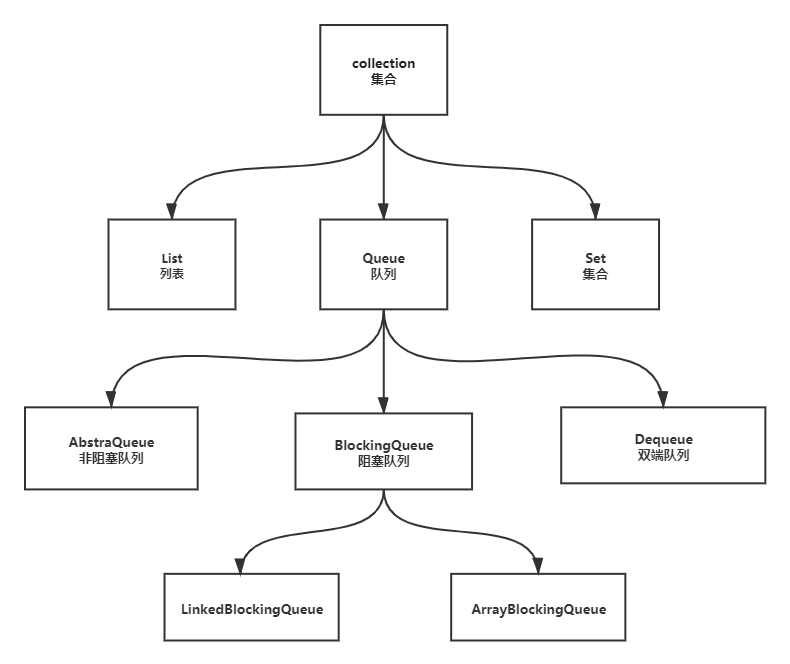 collection
集合
List
列表
Queue
队列
Set
集合
AbstraQueue
非阻塞队列
BlockingQueue
阻塞队列
Dequeue
双端队列
LinkedBlockingQueue
ArrayBlockingQueue